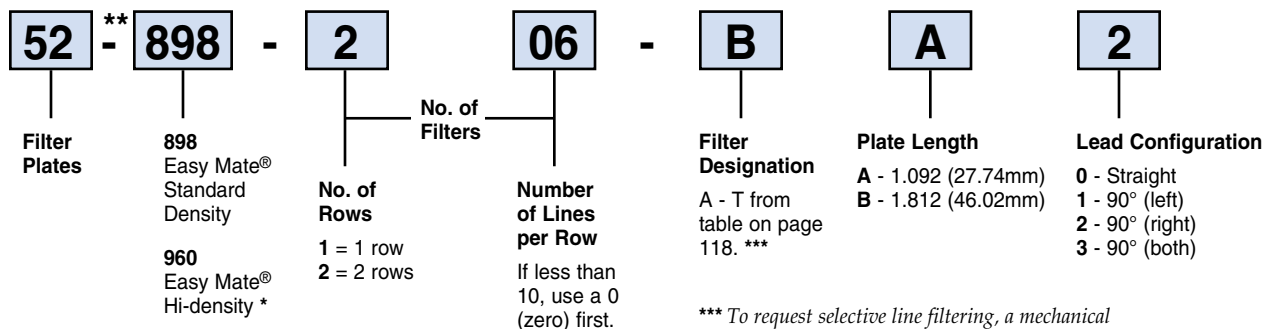 52 **- 898 - 2 06 - B A 2
Filter
Plates
898
Easy Mate®
Standard
Density
960
Easy Mate®
Hi-density *
No. of
Filters
No. of
Rows
1 = 1 row
2 = 2 rows
Number
of Lines
per Row
If less than
10, use a 0
(zero) first.
Filter
Designation
A - T from
table on page
118. ***
Plate Length
A - 1.092 (27.74mm)
B - 1.812 (46.02mm)
Lead Configuration
0 - Straight
1 - 90° (left)
2 - 90° (right)
3 - 90° (both)
*** To request selective line filtering, a mechanical